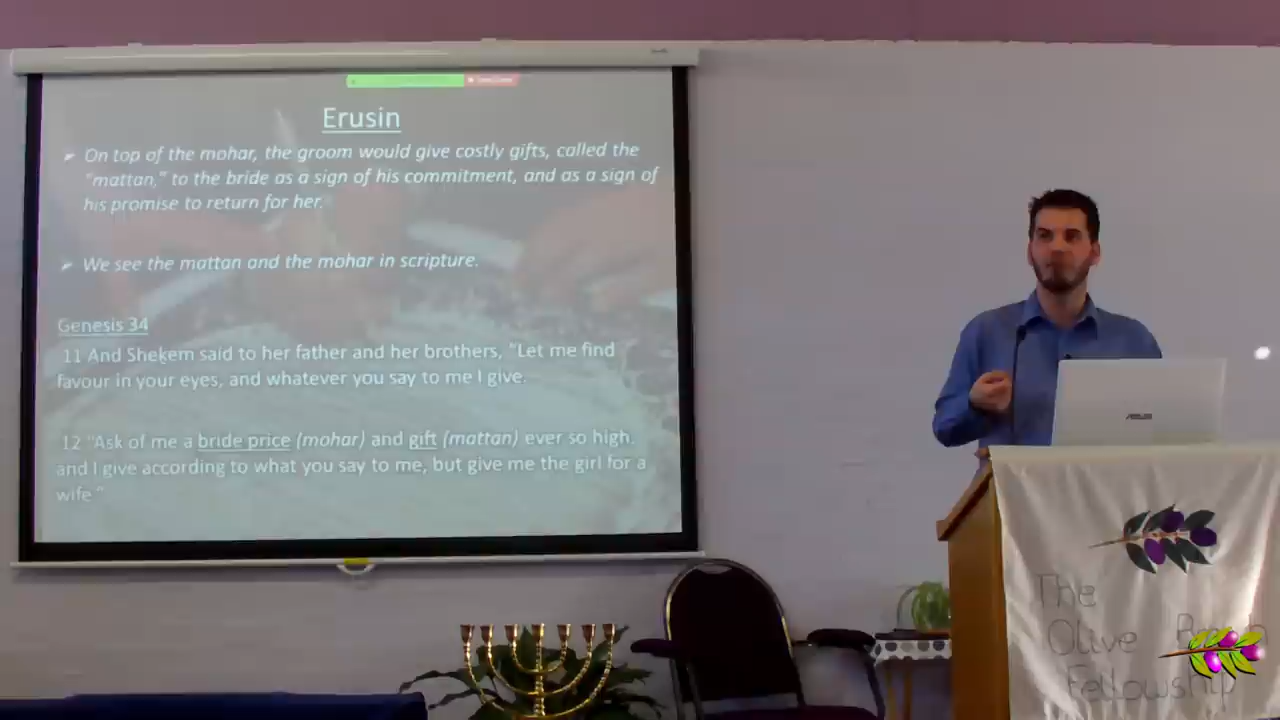 Erusin
➢ On top of the mohar, the groom would give costly gifts, called the
"mattan," to the bride as a sign of his commitment, and as a sign of
his promise to return for her.
➢ We see the mattan and the mohar in scripture.
Genesis 34
11 And Sheḵem said to her father and her brothers, "Let me find
favour in your eyes, and whatever you say to me I give.
12 "Ask of me a bride price (mohar) and gift (mattan) ever so high,
and I give according to what you say to me, but give me the girl for a
wife."
ASUS
The
Olive
Fellowship